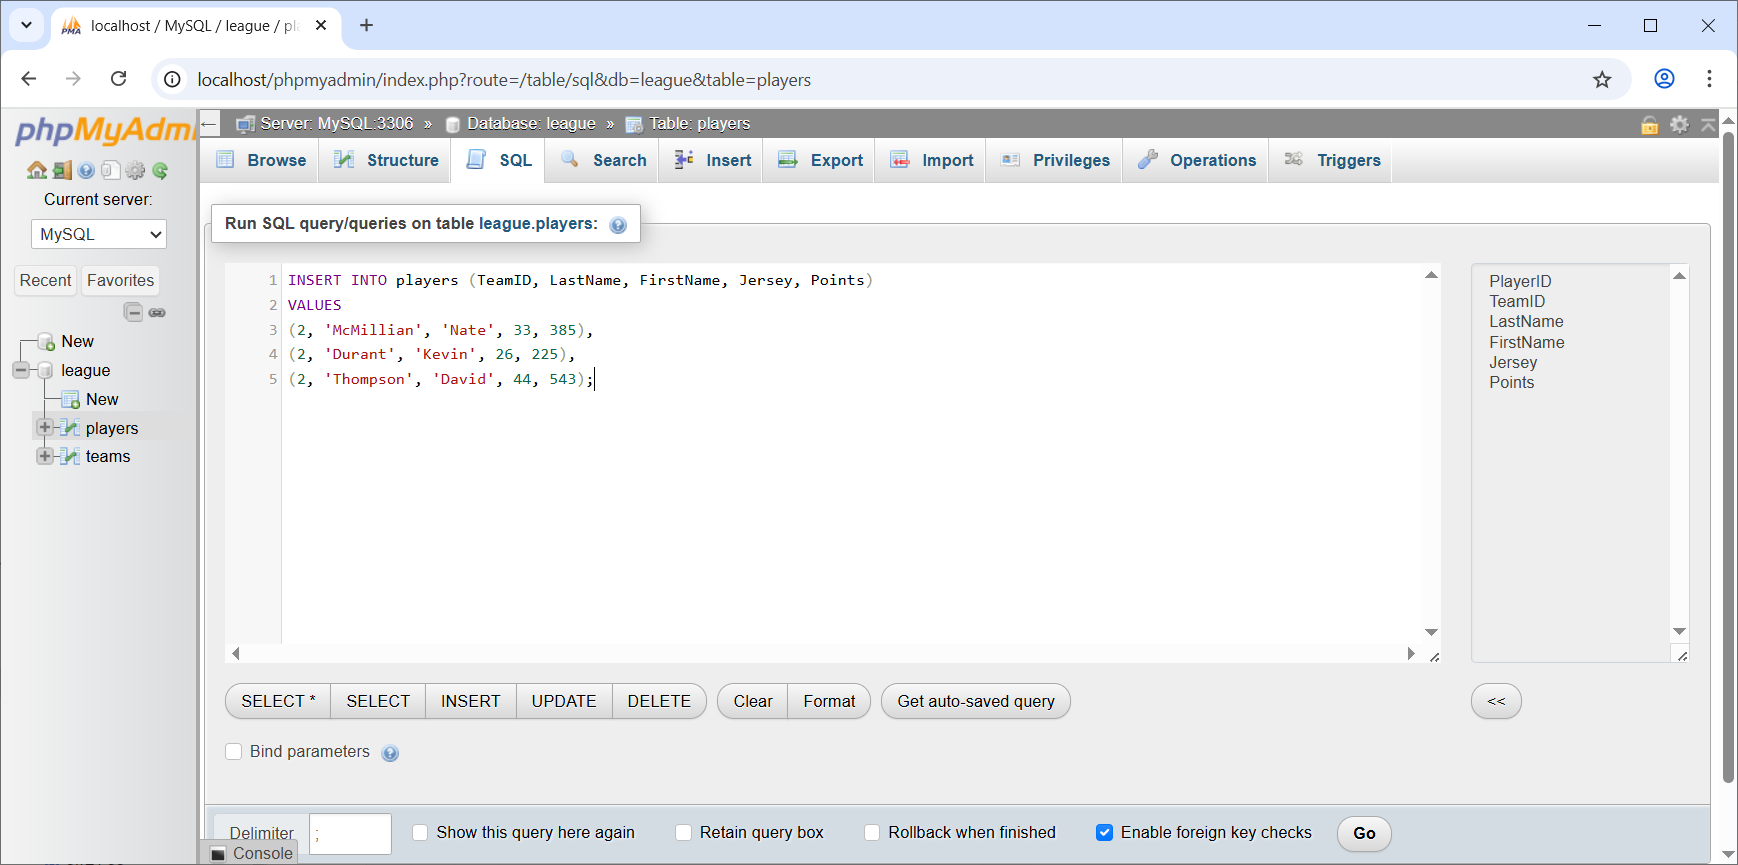 localhost / MySQL / league / pl
localhost/phpmyadmin/index.php?route=/table/sql&db=league&table=players
phpMyAdm
Server: MySQL:3306 » Database: league » Table: players
Browse Structure SQL Search Insert Export Import Privileges Operations Triggers
Current server:
MySQL
Recent Favorites
New
league
New
players
teams
Run SQL query/queries on table league.players:
1 INSERT INTO players (TeamID, LastName, FirstName, Jersey, Points)
2 VALUES
3 (2, 'McMillian', 'Nate', 33, 385),
4 (2, 'Durant', 'Kevin', 26, 225),
5 (2, 'Thompson', 'David', 44, 543);
PlayerID
TeamID
LastName
FirstName
Jersey
Points
SELECT * SELECT INSERT UPDATE DELETE Clear Format Get auto-saved query <<
Bind parameters
Delimiter ; Show this query here again Retain query box Rollback when finished Enable foreign key checks Go
Console